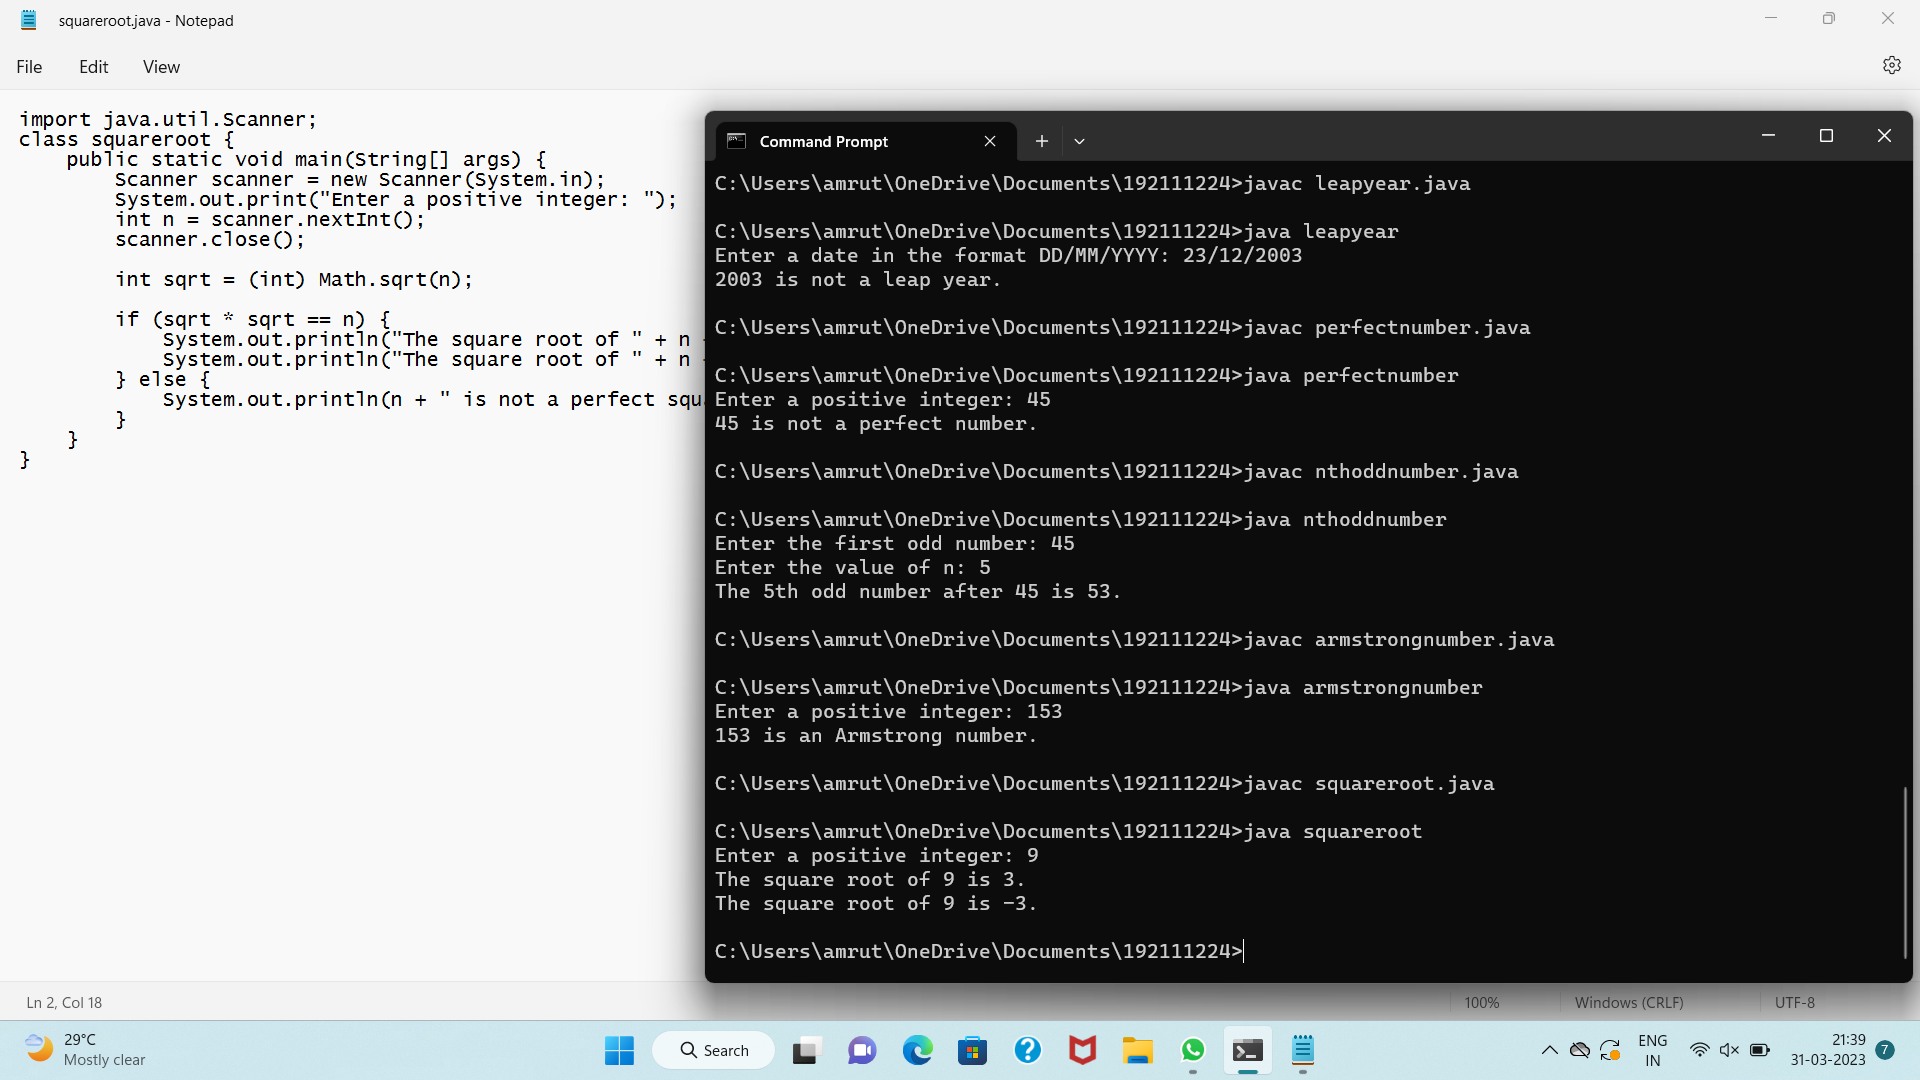 squareroot.java - Notepad
File Edit View
import java.util.Scanner;
class squareroot {
public static void main(String[] args) {
Scanner scanner = new Scanner(System.in);
System.out.print("Enter a positive integer: ");
int n = scanner.nextInt();
scanner.close();
int sqrt = (int) Math.sqrt(n);
if (sqrt * sqrt == n) {
System.out.println("The square root of " + n
System.out.println("The square root of " + n
} else {
System.out.println(n + " is not a perfect squ
}
}
}
Command Prompt
C:\Users\amrut\OneDrive\Documents\192111224>javac leapyear.java
C:\Users\amrut\OneDrive\Documents\192111224>java leapyear
Enter a date in the format DD/MM/YYYY: 23/12/2003
2003 is not a leap year.
C:\Users\amrut\OneDrive\Documents\192111224>javac perfectnumber.java
C:\Users\amrut\OneDrive\Documents\192111224>java perfectnumber
Enter a positive integer: 45
45 is not a perfect number.
C:\Users\amrut\OneDrive\Documents\192111224>javac nthoddnumber.java
C:\Users\amrut\OneDrive\Documents\192111224>java nthoddnumber
Enter the first odd number: 45
Enter the value of n: 5
The 5th odd number after 45 is 53.
C:\Users\amrut\OneDrive\Documents\192111224>javac armstrongnumber.java
C:\Users\amrut\OneDrive\Documents\192111224>java armstrongnumber
Enter a positive integer: 153
153 is an Armstrong number.
C:\Users\amrut\OneDrive\Documents\192111224>javac squareroot.java
C:\Users\amrut\OneDrive\Documents\192111224>java squareroot
Enter a positive integer: 9
The square root of 9 is 3.
The square root of 9 is -3.
C:\Users\amrut\OneDrive\Documents\192111224>
Ln 2, Col 18 100% Windows (CRLF) UTF-8
29°C
Mostly clear
Search
ENG
IN
21:39
31-03-2023
7